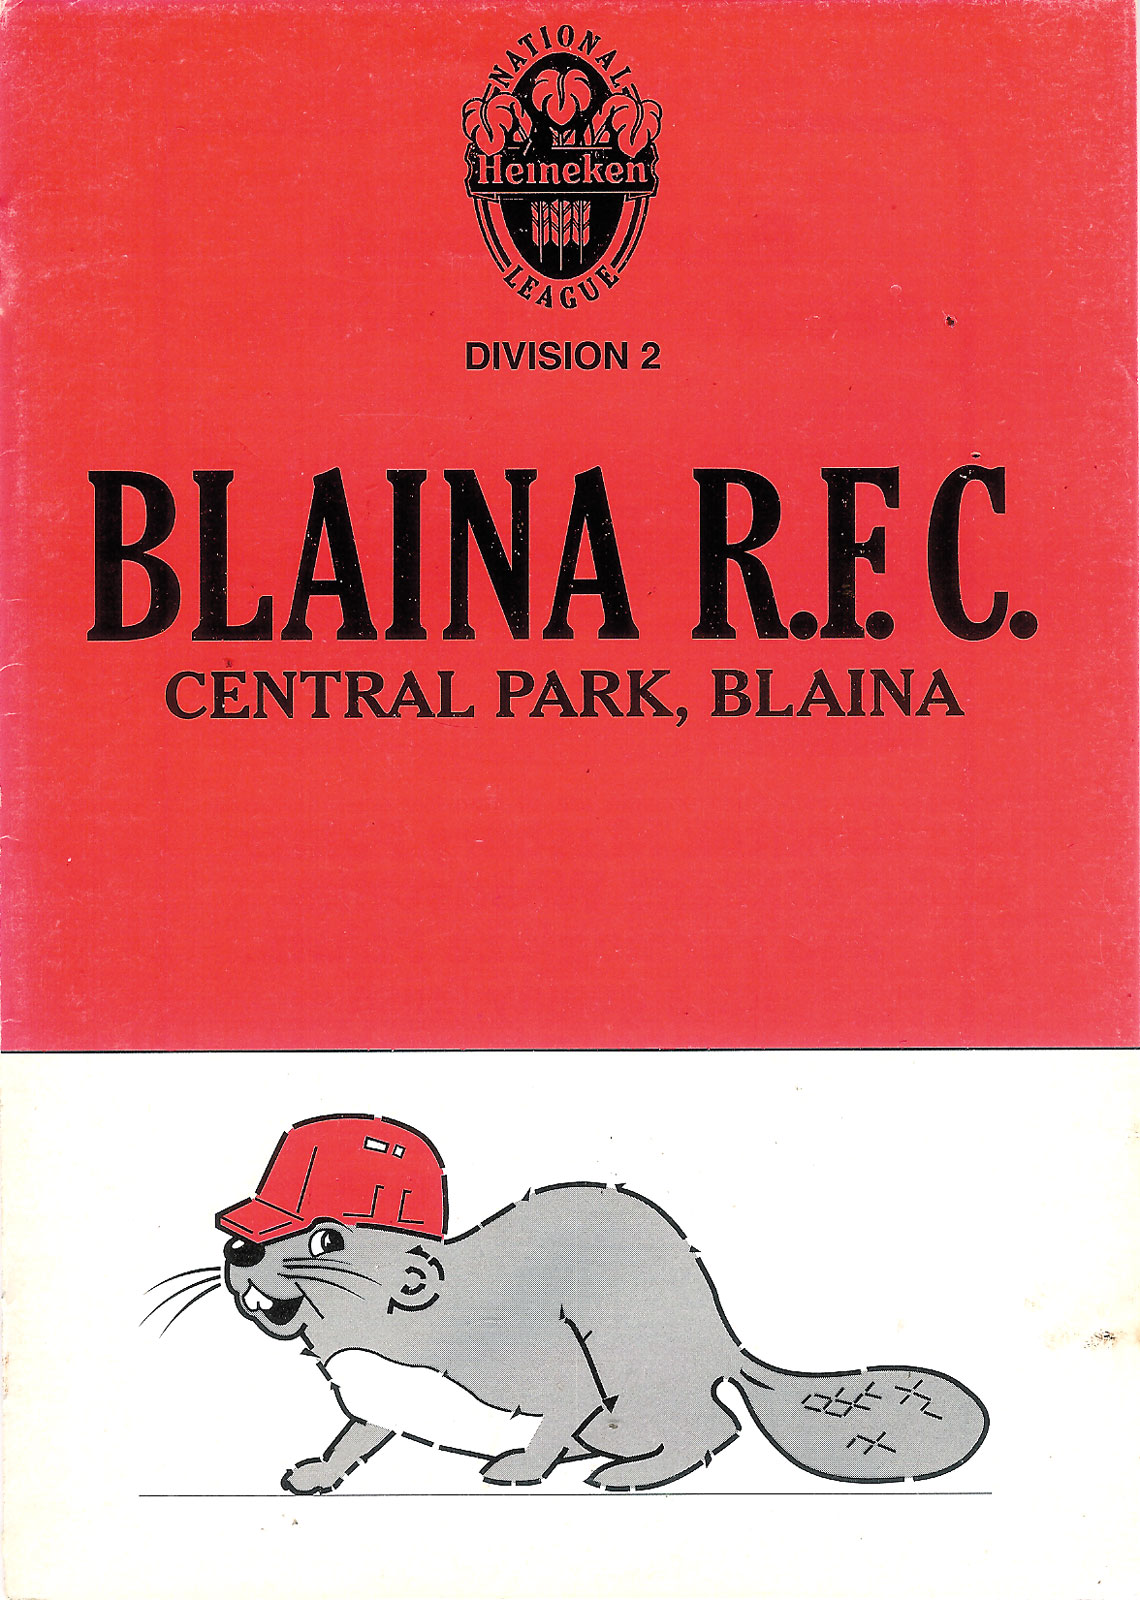 NATIONAL
Heineken
LEAGUE
DIVISION 2
BLAINA R.F.C.
CENTRAL PARK, BLAINA